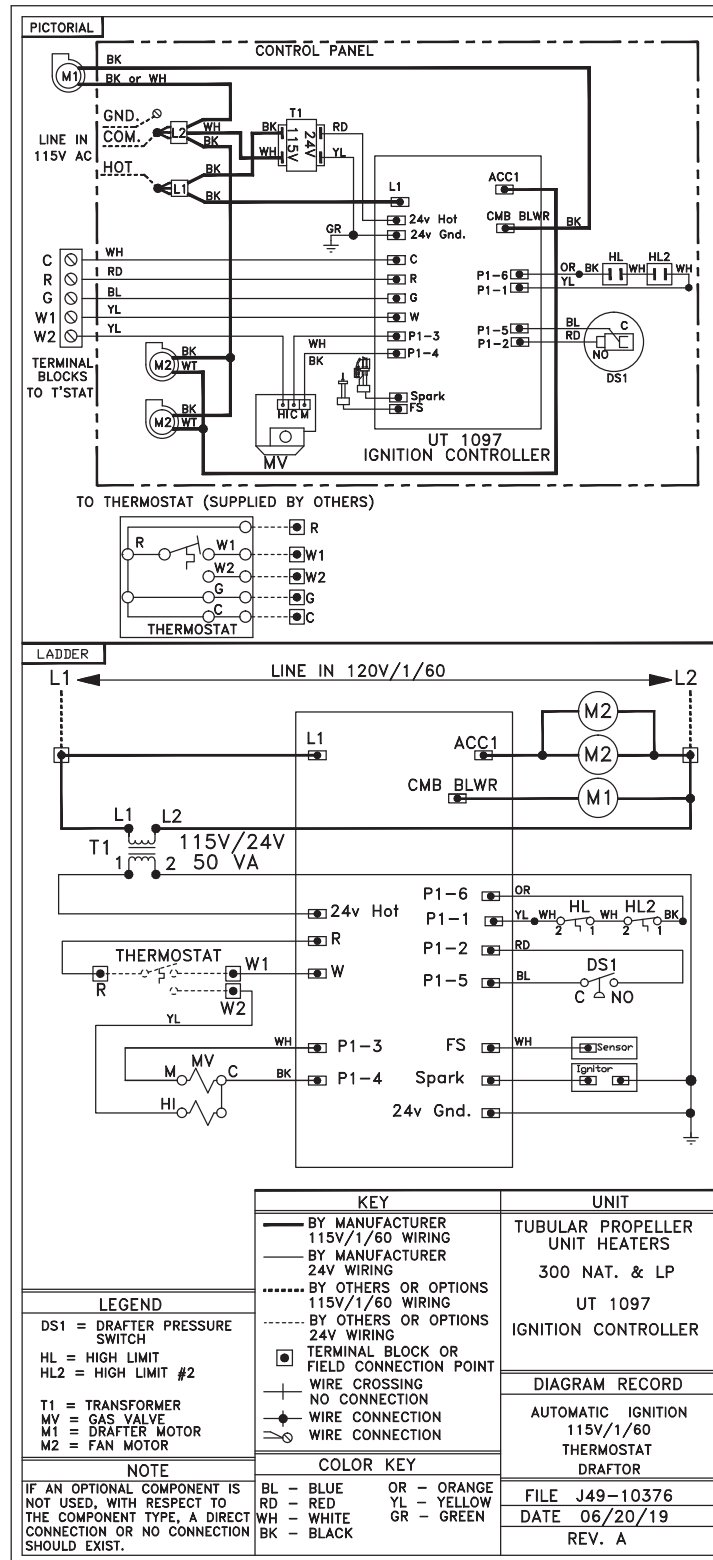 PICTORIAL
CONTROL PANEL
M1
BK
BK or WH
GND.
LINE IN
115V AC
COM.
HOT
L2
WH
BK
L1
BK
BK
T1
BK
WH
115V
24V
RD
YL
GR
L1
24v Hot
24v Gnd.
C
R
G
W
P1-3
P1-4
Spark
FS
ACC1
CMB BLWR
BK
P1-6
P1-1
P1-5
P1-2
OR
BK
HL
WH
HL2
WH
YL
BL
RD
C
NO
DS1
C
WH
R
RD
G
BL
W1
YL
W2
YL
TERMINAL
BLOCKS
TO T'STAT
M2
BK
WT
M2
BK
WT
WH
BK
HI C M
MV
UT 1097
IGNITION CONTROLLER
TO THERMOSTAT (SUPPLIED BY OTHERS)
R
R
W1
W1
W2
W2
G
G
C
C
THERMOSTAT
LADDER
L1
LINE IN 120V/1/60
L2
L1
ACC1
M2
M2
CMB BLWR
M1
L1
L2
T1
115V/24V
50 VA
1
2
24v Hot
R
W
THERMOSTAT
R
W1
W2
YL
P1-6
OR
P1-1
YL
WH
HL
WH
HL2
BK
2
1
2
1
P1-2
RD
P1-5
BL
DS1
C
NO
WH
P1-3
M
MV
C
BK
P1-4
HI
FS
WH
Sensor
Spark
Ignitor
24v Gnd.
KEY
BY MANUFACTURER
115V/1/60 WIRING
BY MANUFACTURER
24V WIRING
BY OTHERS OR OPTIONS
115V/1/60 WIRING
BY OTHERS OR OPTIONS
24V WIRING
TERMINAL BLOCK OR
FIELD CONNECTION POINT
WIRE CROSSING
NO CONNECTION
WIRE CONNECTION
WIRE CONNECTION
UNIT
TUBULAR PROPELLER
UNIT HEATERS
300 NAT. & LP
UT 1097
IGNITION CONTROLLER
LEGEND
DS1 = DRAFTER PRESSURE
SWITCH
HL = HIGH LIMIT
HL2 = HIGH LIMIT #2
T1 = TRANSFORMER
MV = GAS VALVE
M1 = DRAFTER MOTOR
M2 = FAN MOTOR
DIAGRAM RECORD
AUTOMATIC IGNITION
115V/1/60
THERMOSTAT
DRAFTOR
NOTE
IF AN OPTIONAL COMPONENT IS
NOT USED, WITH RESPECT TO
THE COMPONENT TYPE, A DIRECT
CONNECTION OR NO CONNECTION
SHOULD EXIST.
COLOR KEY
BL - BLUE
OR - ORANGE
RD - RED
YL - YELLOW
WH - WHITE
GR - GREEN
BK - BLACK
FILE J49-10376
DATE 06/20/19
REV. A